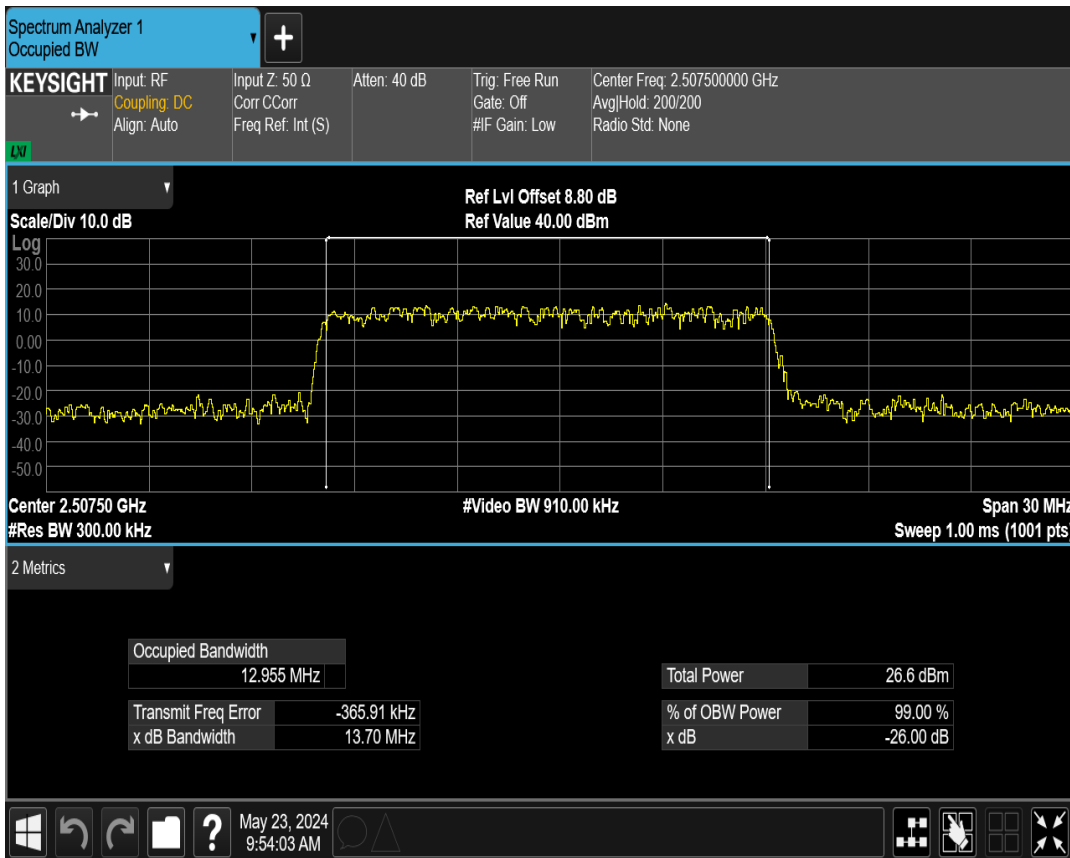 Spectrum Analyzer 1
Occupied BW
KEYSIGHT
LXI
Input: RF
Coupling: DC
Align: Auto
Input Z: 50 Ω
Corr CCorr
Freq Ref: Int (S)
Atten: 40 dB
Trig: Free Run
Gate: Off
#IF Gain: Low
Center Freq: 2.507500000 GHz
Avg|Hold: 200/200
Radio Std: None
1 Graph
Scale/Div 10.0 dB
Ref Lvl Offset 8.80 dB
Ref Value 40.00 dBm
Log
30.0
20.0
10.0
0.00
-10.0
-20.0
-30.0
-40.0
-50.0
Center 2.50750 GHz
#Res BW 300.00 kHz
#Video BW 910.00 kHz
Span 30 MHz
Sweep 1.00 ms (1001 pts)
2 Metrics
Occupied Bandwidth
12.955 MHz
Transmit Freq Error -365.91 kHz
x dB Bandwidth 13.70 MHz
Total Power 26.6 dBm
% of OBW Power 99.00 %
x dB -26.00 dB
?
May 23, 2024
9:54:03 AM